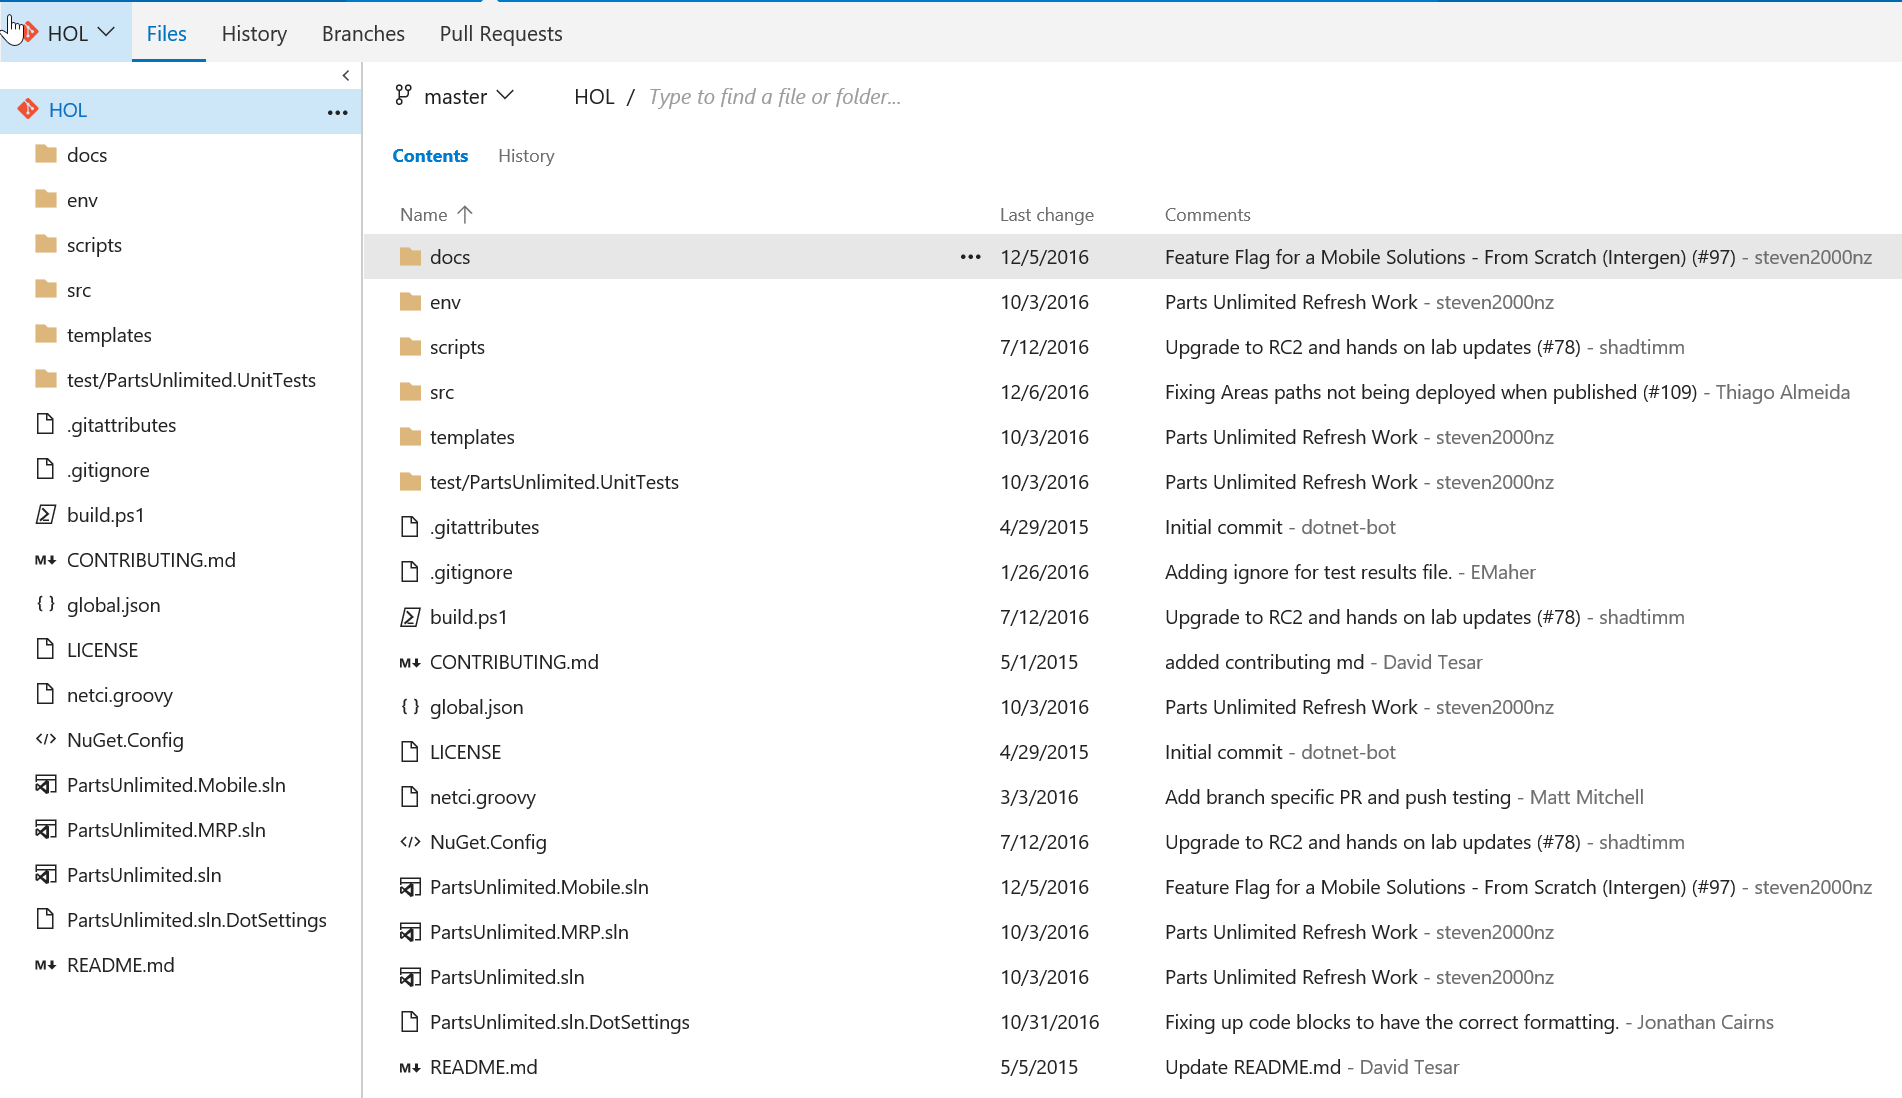 HOL Files History Branches Pull Requests
HOL ...
docs
env
scripts
src
templates
test/PartsUnlimited.UnitTests
.gitattributes
.gitignore
build.ps1
M↓ CONTRIBUTING.md
{ } global.json
LICENSE
netci.groovy
</> NuGet.Config
PartsUnlimited.Mobile.sln
PartsUnlimited.MRP.sln
PartsUnlimited.sln
PartsUnlimited.sln.DotSettings
M↓ README.md
master HOL / Type to find a file or folder...
Contents History
Name ↑ Last change Comments
docs ... 12/5/2016 Feature Flag for a Mobile Solutions - From Scratch (Intergen) (#97) - steven2000nz
env 10/3/2016 Parts Unlimited Refresh Work - steven2000nz
scripts 7/12/2016 Upgrade to RC2 and hands on lab updates (#78) - shadtimm
src 12/6/2016 Fixing Areas paths not being deployed when published (#109) - Thiago Almeida
templates 10/3/2016 Parts Unlimited Refresh Work - steven2000nz
test/PartsUnlimited.UnitTests 10/3/2016 Parts Unlimited Refresh Work - steven2000nz
.gitattributes 4/29/2015 Initial commit - dotnet-bot
.gitignore 1/26/2016 Adding ignore for test results file. - EMaher
build.ps1 7/12/2016 Upgrade to RC2 and hands on lab updates (#78) - shadtimm
M↓ CONTRIBUTING.md 5/1/2015 added contributing md - David Tesar
{ } global.json 10/3/2016 Parts Unlimited Refresh Work - steven2000nz
LICENSE 4/29/2015 Initial commit - dotnet-bot
netci.groovy 3/3/2016 Add branch specific PR and push testing - Matt Mitchell
</> NuGet.Config 7/12/2016 Upgrade to RC2 and hands on lab updates (#78) - shadtimm
PartsUnlimited.Mobile.sln 12/5/2016 Feature Flag for a Mobile Solutions - From Scratch (Intergen) (#97) - steven2000nz
PartsUnlimited.MRP.sln 10/3/2016 Parts Unlimited Refresh Work - steven2000nz
PartsUnlimited.sln 10/3/2016 Parts Unlimited Refresh Work - steven2000nz
PartsUnlimited.sln.DotSettings 10/31/2016 Fixing up code blocks to have the correct formatting. - Jonathan Cairns
M↓ README.md 5/5/2015 Update README.md - David Tesar